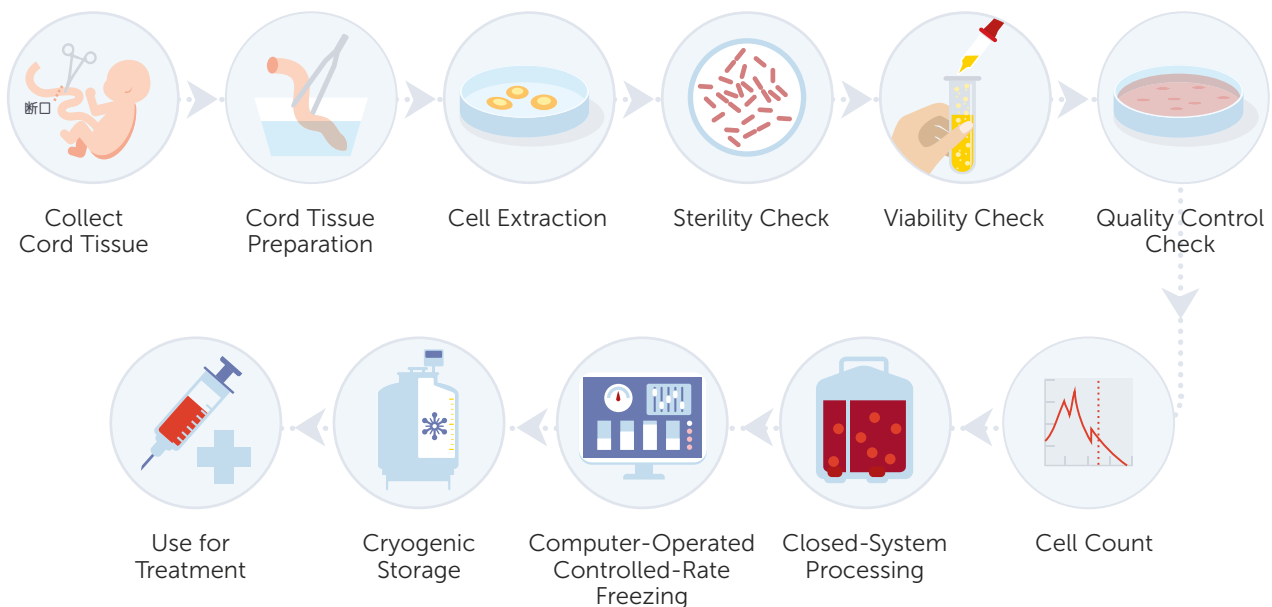 断口
Collect
Cord Tissue
Cord Tissue
Preparation
Cell Extraction
Sterility Check
Viability Check
Quality Control
Check
Cell Count
Closed-System
Processing
Computer-Operated
Controlled-Rate
Freezing
Cryogenic
Storage
Use for
Treatment